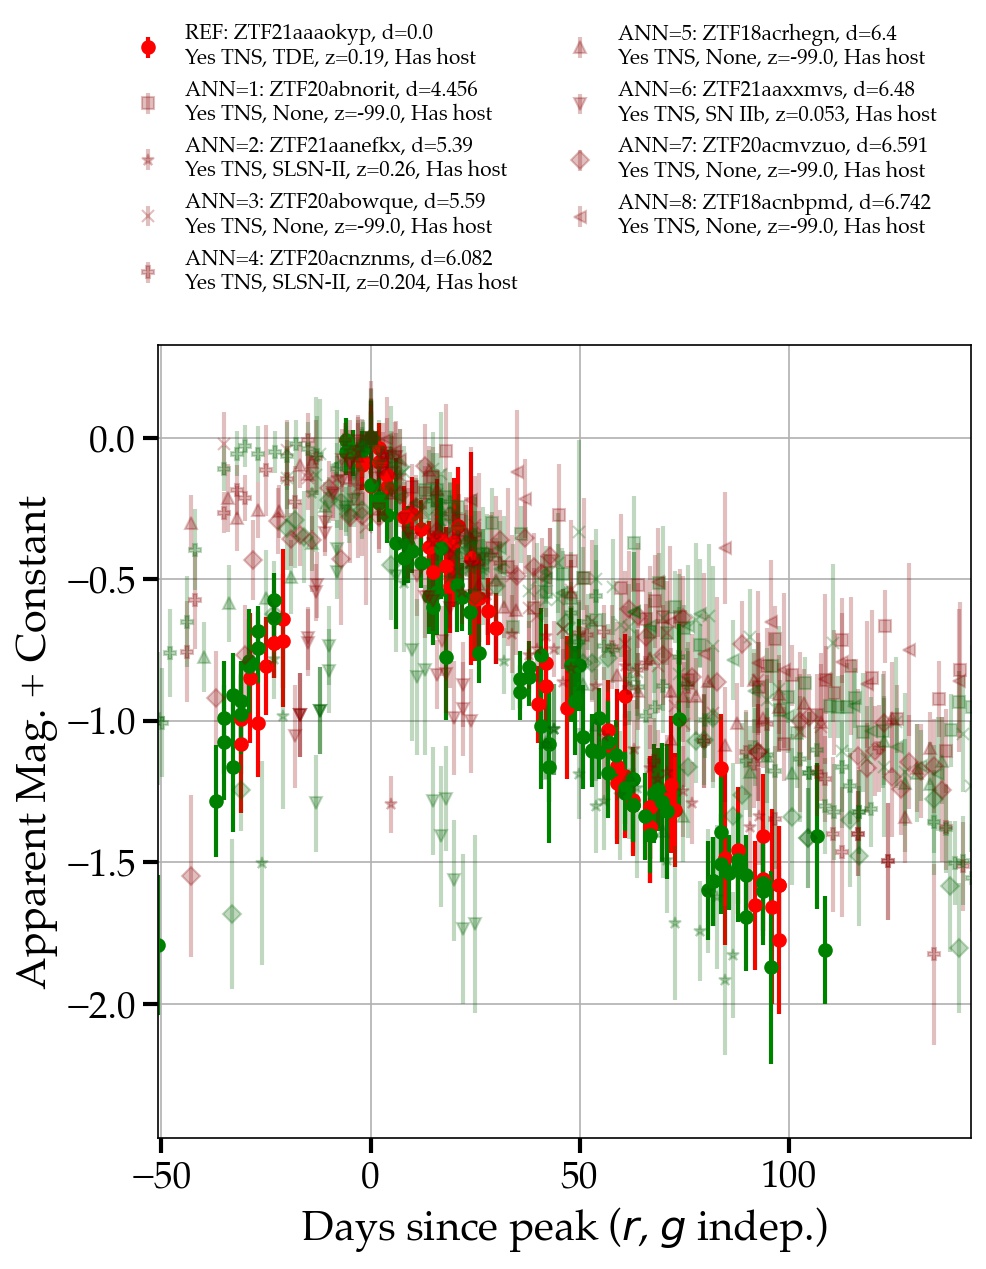 REF: ZTF21aaaokyp, d=0.0
Yes TNS, TDE, z=0.19, Has host
ANN=1: ZTF20abnorit, d=4.456
Yes TNS, None, z=-99.0, Has host
ANN=2: ZTF21aanefkx, d=5.39
Yes TNS, SLSN-II, z=0.26, Has host
ANN=3: ZTF20abowque, d=5.59
Yes TNS, None, z=-99.0, Has host
ANN=4: ZTF20acnznms, d=6.082
Yes TNS, SLSN-II, z=0.204, Has host
ANN=5: ZTF18acrhegn, d=6.4
Yes TNS, None, z=-99.0, Has host
ANN=6: ZTF21aaxxmvs, d=6.48
Yes TNS, SN IIb, z=0.053, Has host
ANN=7: ZTF20acmvzuo, d=6.591
Yes TNS, None, z=-99.0, Has host
ANN=8: ZTF18acnbpmd, d=6.742
Yes TNS, None, z=-99.0, Has host
Apparent Mag. + Constant
0.0
−0.5
−1.0
−1.5
−2.0
−50
0
50
100
Days since peak (r, g indep.)